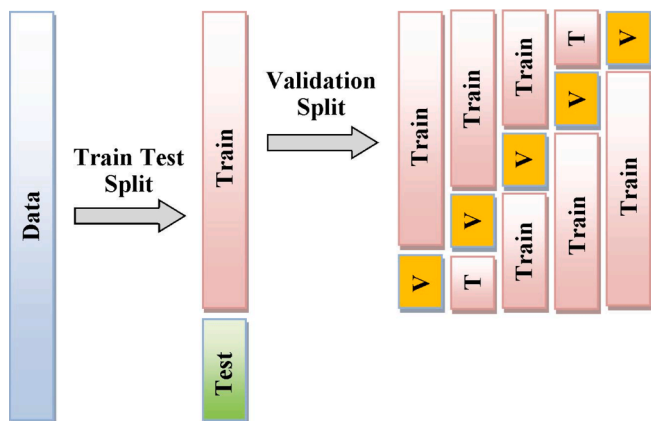 Data
Train Test
Split
Train
Test
Validation
Split
Train
V
Train
V
T
Train
V
Train
T
V
Train
V
Train